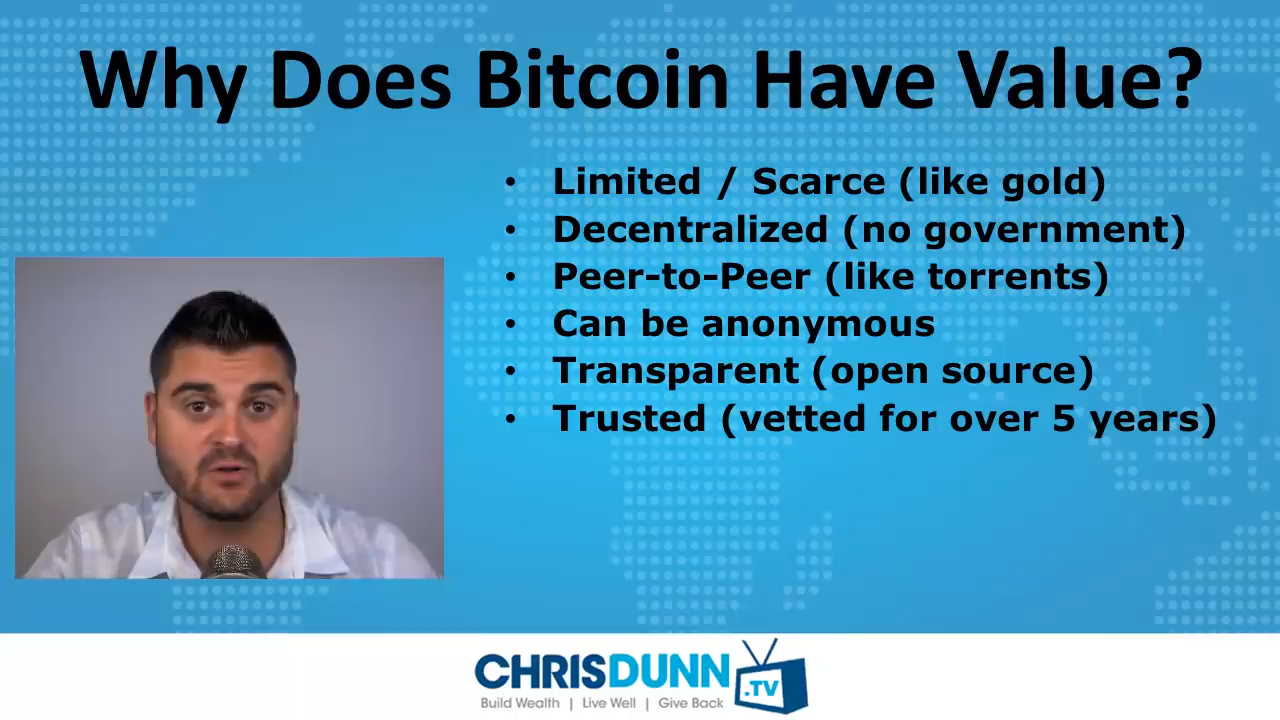 Why Does Bitcoin Have Value?
• Limited / Scarce (like gold)
• Decentralized (no government)
• Peer-to-Peer (like torrents)
• Can be anonymous
• Transparent (open source)
• Trusted (vetted for over 5 years)
CHRISDUNN.TV
Build Wealth | Live Well | Give Back